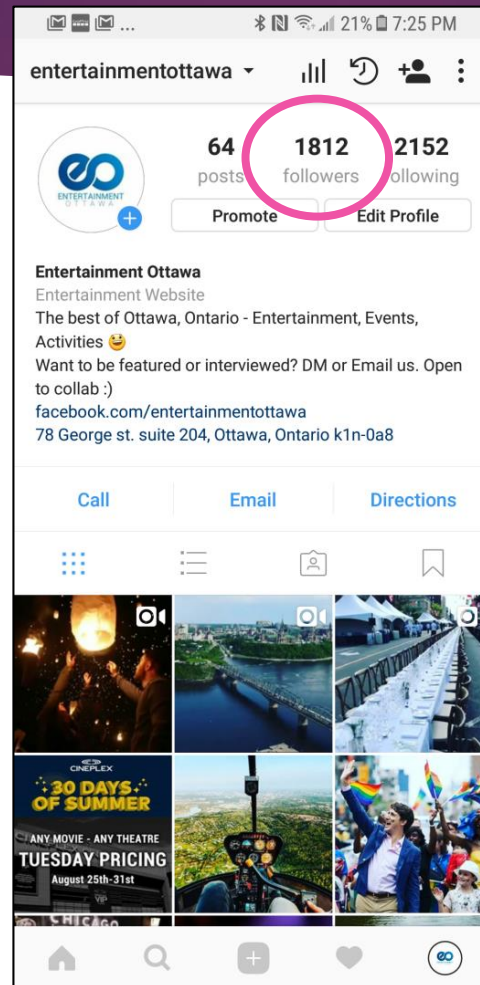 ... 21% 7:25 PM
entertainmentottawa
64 1812 2152
posts followers ollowing
Promote Edit Profile
ENTERTAINMENT
OTTAWA
Entertainment Ottawa
Entertainment Website
The best of Ottawa, Ontario - Entertainment, Events,
Activities 😆
Want to be featured or interviewed? DM or Email us. Open
to collab :)
facebook.com/entertainmentottawa
78 George st. suite 204, Ottawa, Ontario k1n-0a8
Call Email Directions
CINEPLEX
30 DAYS
OF SUMMER
ANY MOVIE - ANY THEATRE
TUESDAY PRICING
August 25th-31st
CHICAGO